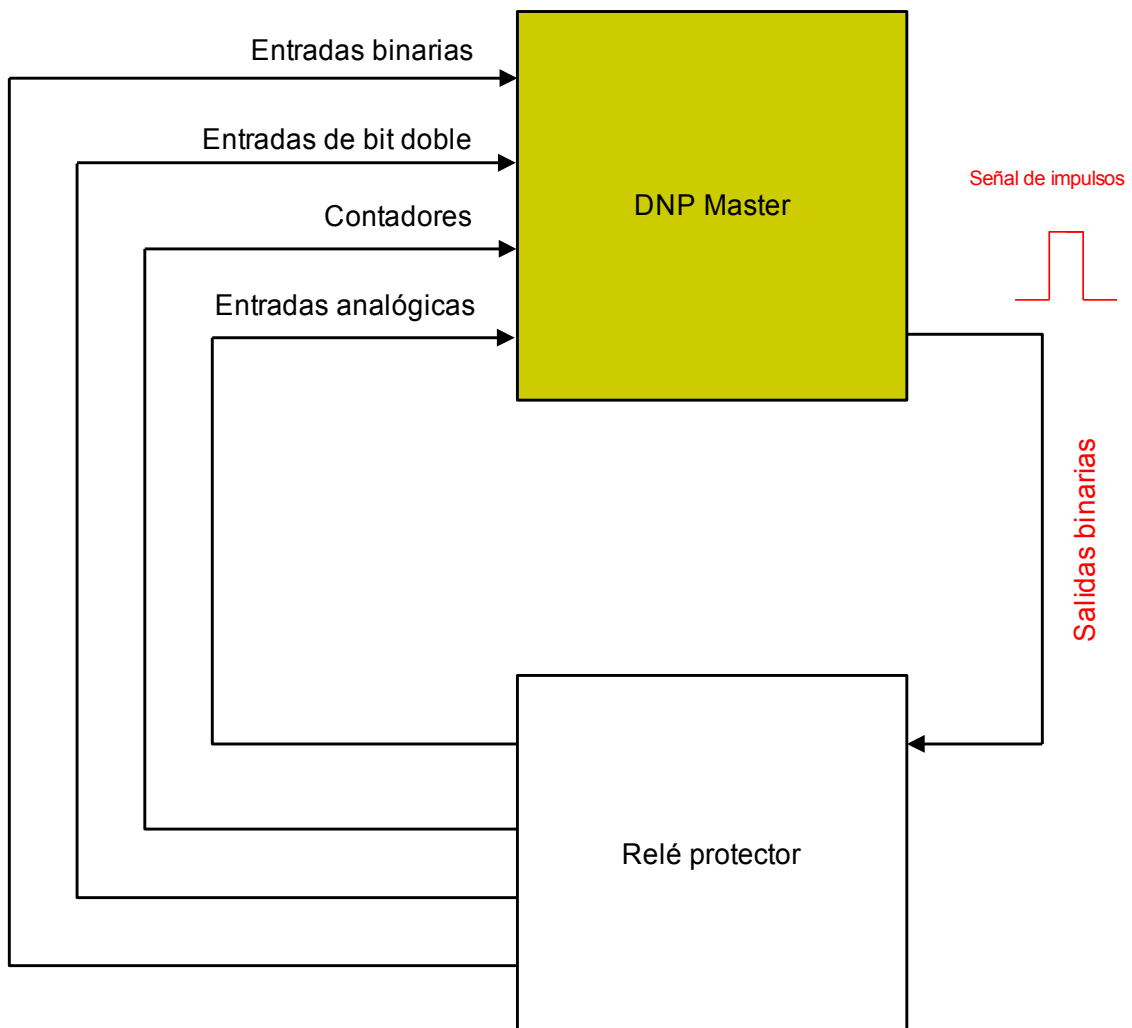 Entradas binarias
Entradas de bit doble
Contadores
Entradas analógicas
DNP Master
Señal de impulsos
Salidas binarias
Relé protector